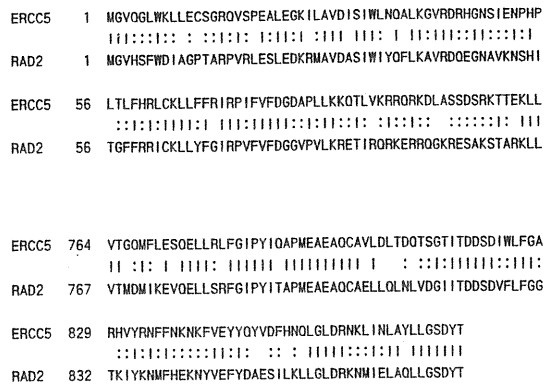 ERCC5 1 MGVQGLWKLLECSGRQVSPEALEGKILAVDISIWLNQALKGVRDRHGNSIENPHP
RAD2 1 MGVHSFWDIAGPTARPVRLESLEDKRMAVDASIWIYQFLKAVRDQEGNAVKNSHI
ERCC5 56 LTLFHRLCKLLFFRIRPIFVFDGDAPLLKKQTLVKRRQRKDLASSDSRKTTEKLL
RAD2 56 TGFFRRICKLLYFGIRPVFVFDGGVPVLKRETIRQRKERRQGKRESAKSTARKLL
ERCC5 764 VTGQMFLESQELLRLFGIPYIQAPMEAEAQCAVLDLTDQTSGTITDDSDIWLFGA
RAD2 767 VTMDMIKEVQELLSRFGIPYITAPMEAEAQCAELLQLNLVDGIITDDSDVFLFGG
ERCC5 829 RHVYRNFFNKNKFVEYYQYVDFHNQLGLDRNKLINLAYLLGSDYT
RAD2 832 TKIYKNMFHEKNYVEFYDAESILKLLGLDRKNMIELAQLLGSDYT